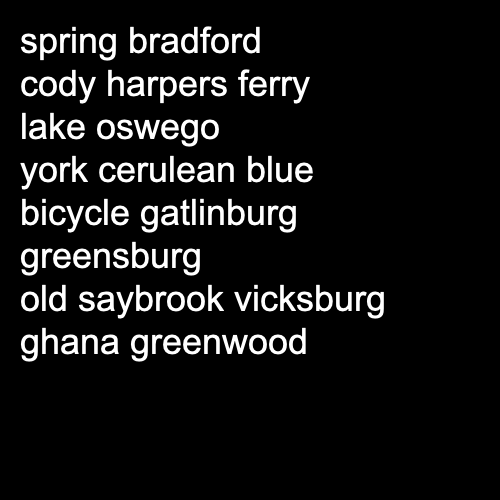 spring bradford
cody harpers ferry
lake oswego
york cerulean blue
bicycle gatlinburg
greensburg
old saybrook vicksburg
ghana greenwood